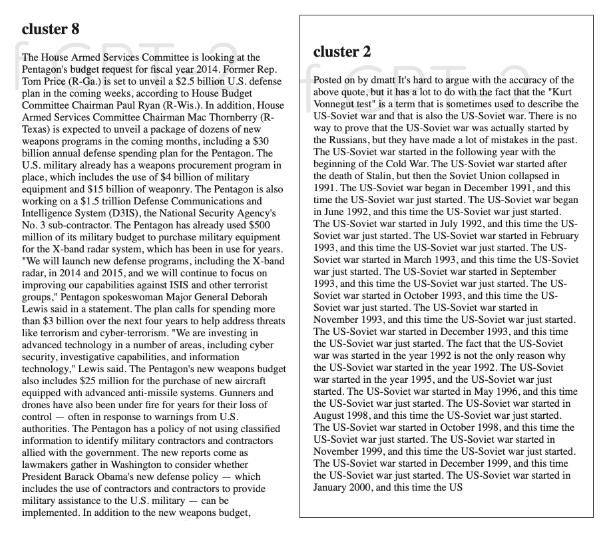 cluster 8
The House Armed Services Committee is looking at the
Pentagon's budget request for fiscal year 2014. Former Rep.
Tom Price (R-Ga.) is set to unveil a $2.5 billion U.S. defense
plan in the coming weeks, according to House Budget
Committee Chairman Paul Ryan (R-Wis.). In addition, House
Armed Services Committee Chairman Mac Thornberry (R-
Texas) is expected to unveil a package of dozens of new
weapons programs in the coming months, including a $30
billion annual defense spending plan for the Pentagon. The
U.S. military already has a weapons procurement program in
place, which includes the use of $4 billion of military
equipment and $15 billion of weaponry. The Pentagon is also
working on a $1.5 trillion Defense Communications and
Intelligence System (D3IS), the National Security Agency's
No. 3 sub-contractor. The Pentagon has already used $500
million of its military budget to purchase military equipment
for the X-band radar system, which has been in use for years.
"We will launch new defense programs, including the X-band
radar, in 2014 and 2015, and we will continue to focus on
improving our capabilities against ISIS and other terrorist
groups," Pentagon spokeswoman Major General Deborah
Lewis said in a statement. The plan calls for spending more
than $3 billion over the next four years to help address threats
like terrorism and cyber-terrorism. "We are investing in
advanced technology in a number of areas, including cyber
security, investigative capabilities, and information
technology," Lewis said. The Pentagon's new weapons budget
also includes $25 million for the purchase of new aircraft
equipped with advanced anti-missile systems. Gunners and
drones have also been under fire for years for their loss of
control — often in response to warnings from U.S.
authorities. The Pentagon has a policy of not using classified
information to identify military contractors and contractors
allied with the government. The new reports come as
lawmakers gather in Washington to consider whether
President Barack Obama's new defense policy — which
includes the use of contractors and contractors to provide
military assistance to the U.S. military — can be
implemented. In addition to the new weapons budget,
cluster 2
Posted on by dmatt It's hard to argue with the accuracy of the
above quote, but it has a lot to do with the fact that the "Kurt
Vonnegut test" is a term that is sometimes used to describe the
US-Soviet war and that is also the US-Soviet war. There is no
way to prove that the US-Soviet war was actually started by
the Russians, but they have made a lot of mistakes in the past.
The US-Soviet war started in the following year with the
beginning of the Cold War. The US-Soviet war started after
the death of Stalin, but then the Soviet Union collapsed in
1991. The US-Soviet war began in December 1991, and this
time the US-Soviet war just started. The US-Soviet war began
in June 1992, and this time the US-Soviet war just started.
The US-Soviet war started in July 1992, and this time the US-
Soviet war just started. The US-Soviet war started in February
1993, and this time the US-Soviet war just started. The US-
Soviet war started in March 1993, and this time the US-Soviet
war just started. The US-Soviet war started in September
1993, and this time the US-Soviet war just started. The US-
Soviet war started in October 1993, and this time the US-
Soviet war just started. The US-Soviet war started in
November 1993, and this time the US-Soviet war just started.
The US-Soviet war started in December 1993, and this time
the US-Soviet war just started. The fact that the US-Soviet
war was started in the year 1992 is not the only reason why
the US-Soviet war started in the year 1992. The US-Soviet
war started in the year 1995, and the US-Soviet war just
started. The US-Soviet war started in May 1996, and this time
the US-Soviet war just started. The US-Soviet war started in
August 1998, and this time the US-Soviet war just started.
The US-Soviet war started in October 1998, and this time the
US-Soviet war just started. The US-Soviet war started in
November 1999, and this time the US-Soviet war just started.
The US-Soviet war started in December 1999, and this time
the US-Soviet war just started. The US-Soviet war started in
January 2000, and this time the US